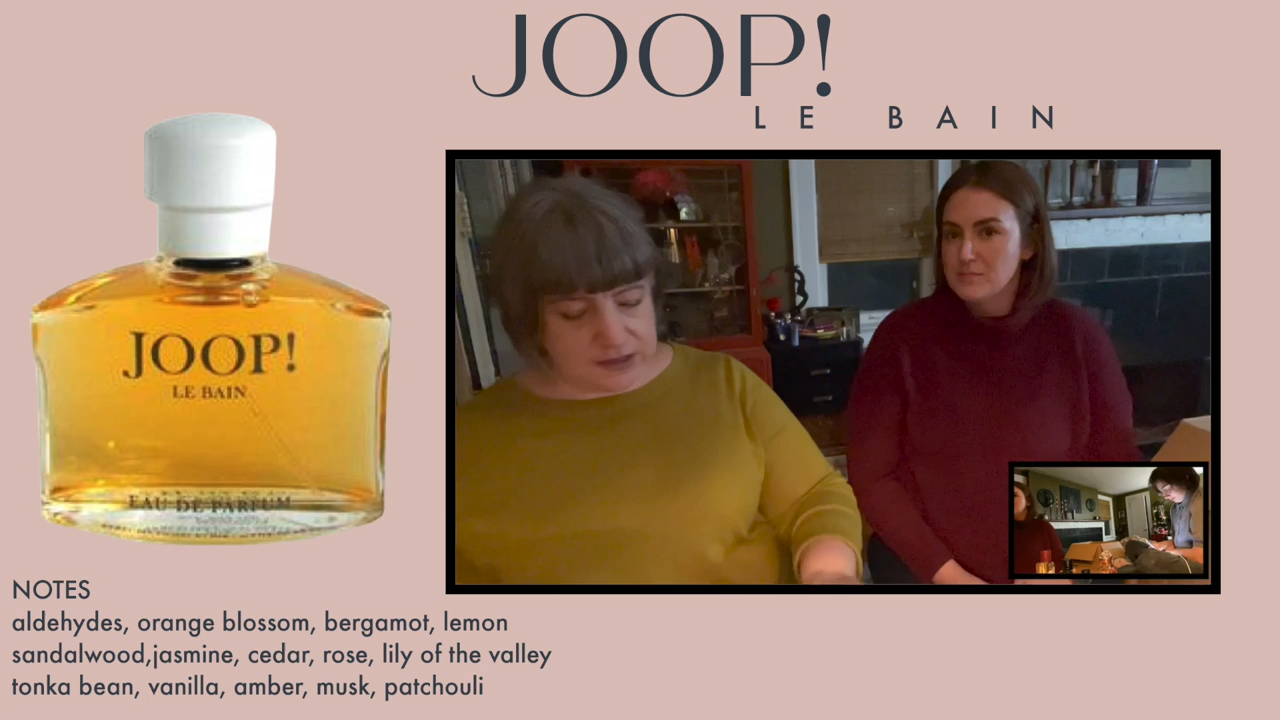 JOOP!
LE BAIN
JOOP!
LE BAIN
EAU DE PARFUM
NOTES
aldehydes, orange blossom, bergamot, lemon
sandalwood,jasmine, cedar, rose, lily of the valley
tonka bean, vanilla, amber, musk, patchouli